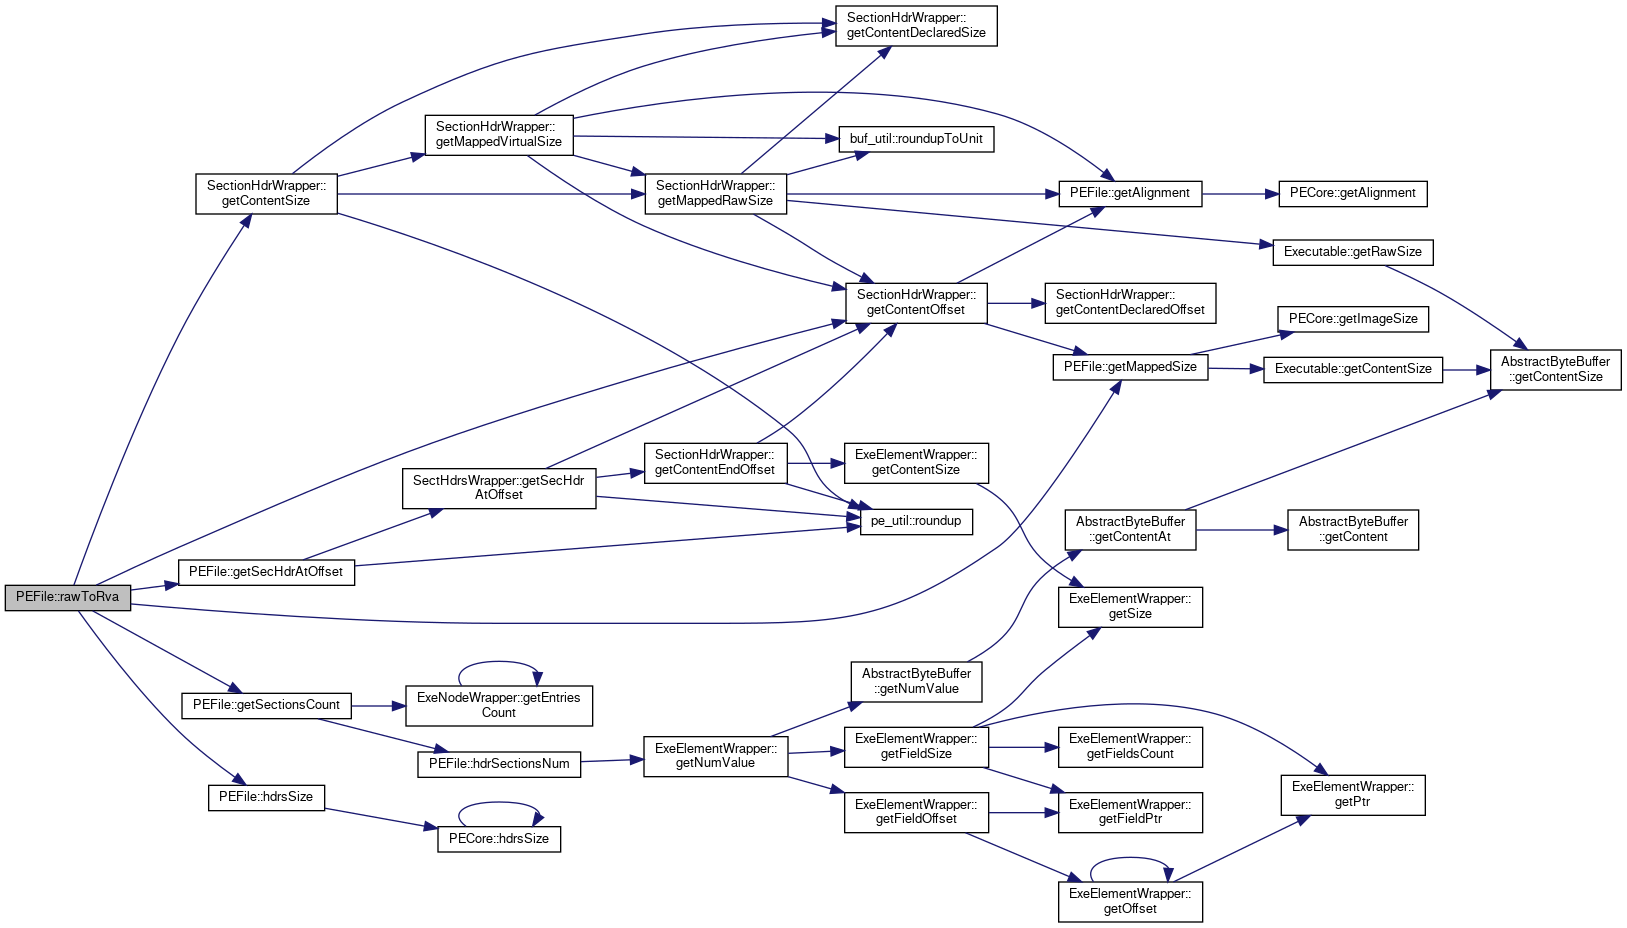 SectionHdrWrapper::
getContentDeclaredSize
SectionHdrWrapper::
getMappedVirtualSize
buf_util::roundupToUnit
SectionHdrWrapper::
getContentSize
SectionHdrWrapper::
getMappedRawSize
PEFile::getAlignment
PECore::getAlignment
Executable::getRawSize
SectionHdrWrapper::
getContentOffset
SectionHdrWrapper::
getContentDeclaredOffset
PECore::getImageSize
PEFile::getMappedSize
Executable::getContentSize
AbstractByteBuffer
::getContentSize
SectionHdrWrapper::
getContentEndOffset
ExeElementWrapper::
getContentSize
SectHdrsWrapper::getSecHdr
AtOffset
pe_util::roundup
AbstractByteBuffer
::getContentAt
AbstractByteBuffer
::getContent
PEFile::getSecHdrAtOffset
PEFile::rawToRva
ExeElementWrapper::
getSize
AbstractByteBuffer
::getNumValue
PEFile::getSectionsCount
ExeNodeWrapper::getEntries
Count
PEFile::hdrSectionsNum
ExeElementWrapper::
getNumValue
ExeElementWrapper::
getFieldSize
ExeElementWrapper::
getFieldsCount
PEFile::hdrsSize
PECore::hdrsSize
ExeElementWrapper::
getFieldOffset
ExeElementWrapper::
getFieldPtr
ExeElementWrapper::
getPtr
ExeElementWrapper::
getOffset